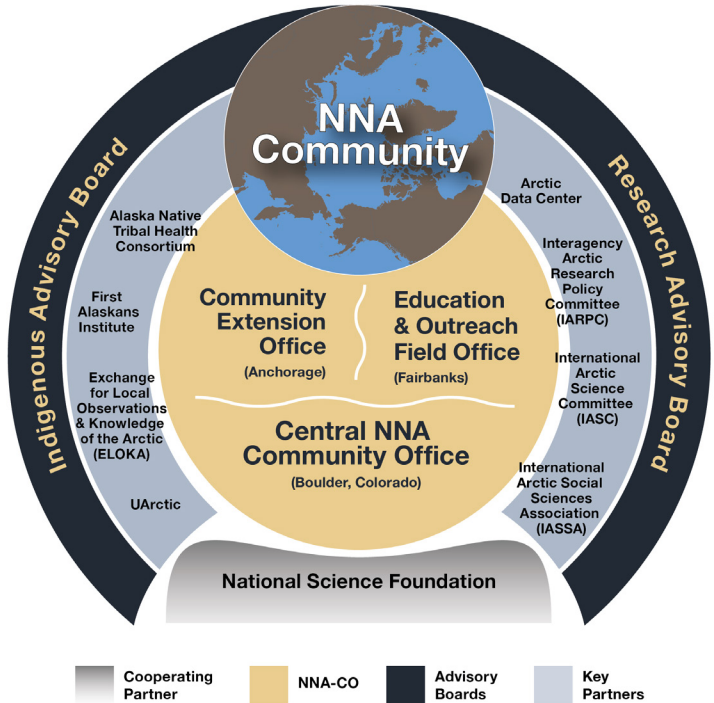 NNA
Community
Indigenous Advisory Board
Research Advisory Board
Alaska Native
Tribal Health
Consortium
First
Alaskans
Institute
Exchange
for Local
Observations
& Knowledge
of the Arctic
(ELOKA)
UArctic
Community
Extension
Office
(Anchorage)
Education
& Outreach
Field Office
(Fairbanks)
Central NNA
Community Office
(Boulder, Colorado)
Arctic
Data Center
Interagency
Arctic
Research
Policy
Committee
(IARPC)
International
Arctic
Science
Committee
(IASC)
International
Arctic Social
Sciences
Association
(IASSA)
National Science Foundation
Cooperating
Partner
NNA-CO
Advisory
Boards
Key
Partners